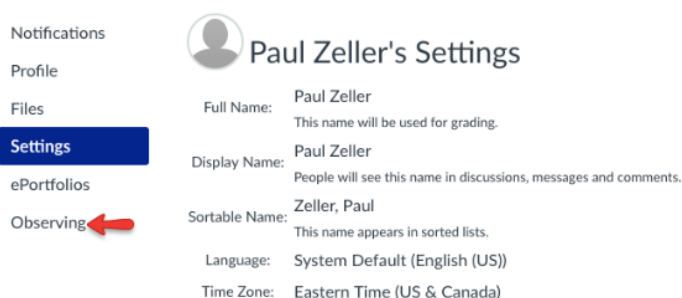 Notifications
Profile
Files
Settings
ePortfolios
Observing
Paul Zeller's Settings
Full Name: Paul Zeller
This name will be used for grading.
Display Name: Paul Zeller
People will see this name in discussions, messages and comments.
Sortable Name: Zeller, Paul
This name appears in sorted lists.
Language: System Default (English (US))
Time Zone: Eastern Time (US & Canada)